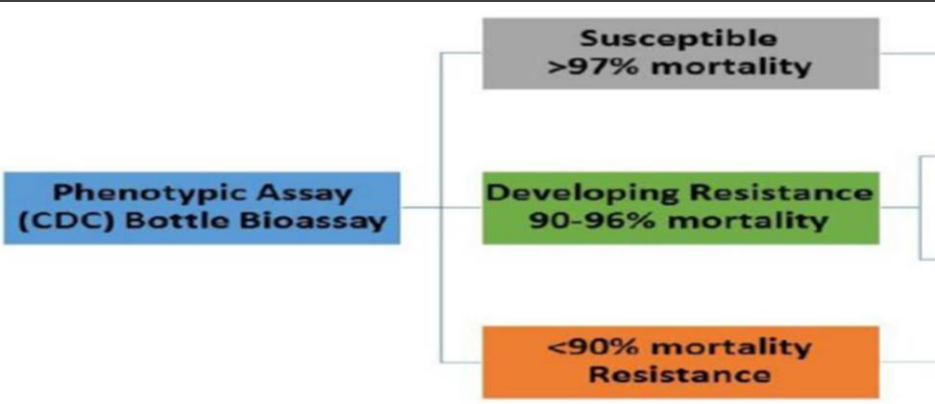 Susceptible
>97% mortality
Phenotypic Assay
(CDC) Bottle Bioassay
Developing Resistance
90-96% mortality
<90% mortality
Resistance